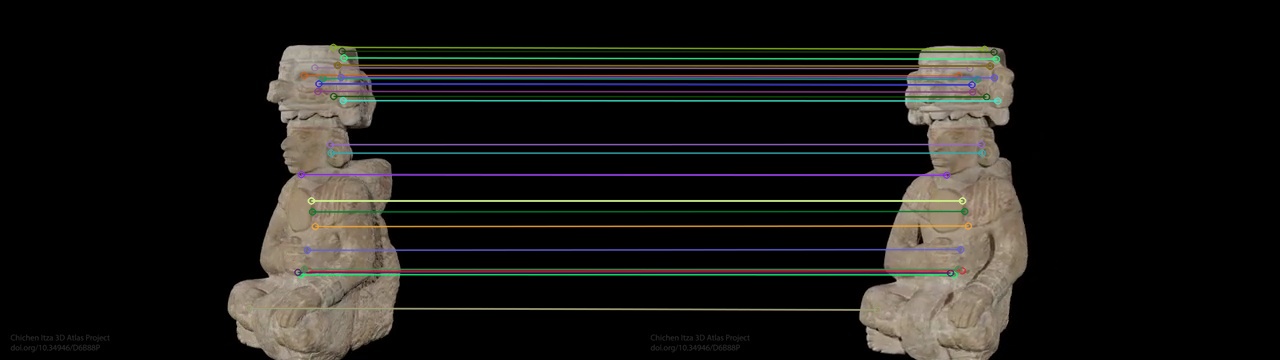 Chichen Itza 3D Atlas Project
doi.org/10.34946/D6B88P
Chichen Itza 3D Atlas Project
doi.org/10.34946/D6B88P